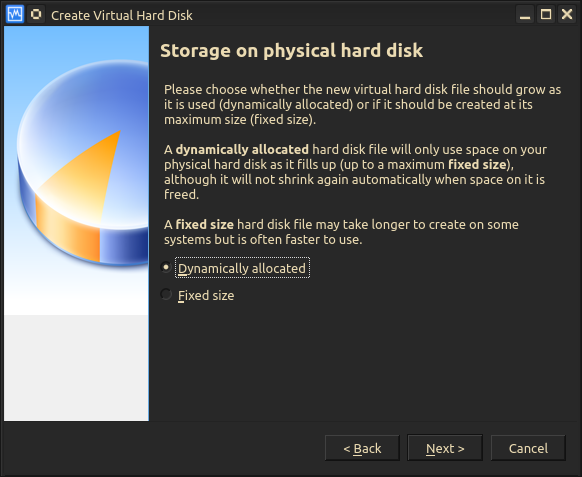 Create Virtual Hard Disk
Storage on physical hard disk
Please choose whether the new virtual hard disk file should grow as
it is used (dynamically allocated) or if it should be created at its
maximum size (fixed size).
A dynamically allocated hard disk file will only use space on your
physical hard disk as it fills up (up to a maximum fixed size),
although it will not shrink again automatically when space on it is
freed.
A fixed size hard disk file may take longer to create on some
systems but is often faster to use.
Dynamically allocated
Fixed size
< Back
Next >
Cancel